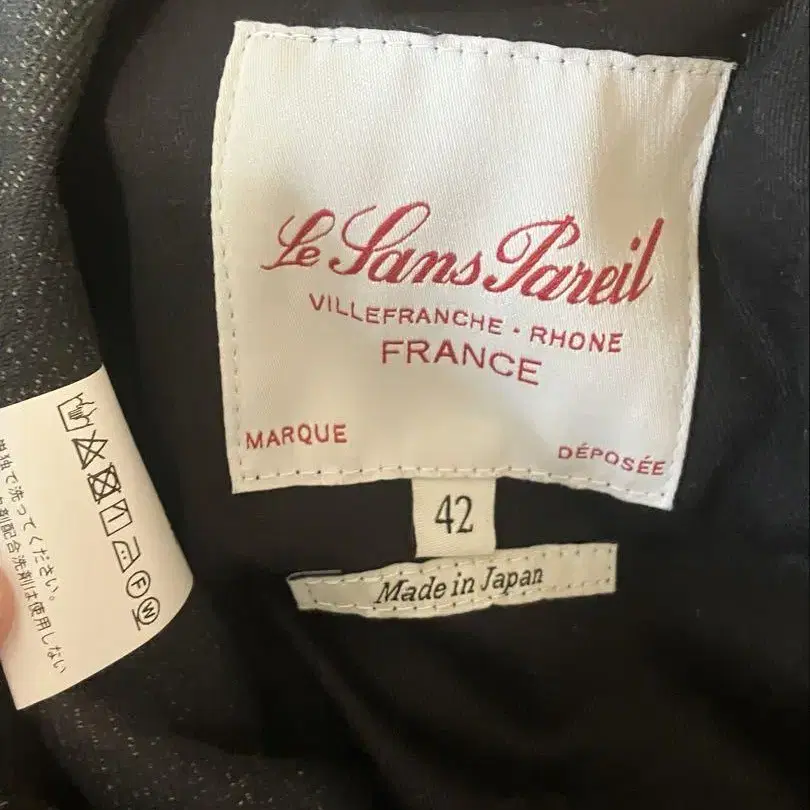 Le Sans Pareil
VILLEFRANCHE · RHONE
FRANCE
MARQUE
DÉPOSÉE
42
Made in Japan
洗ってください。
剤配合洗剤は使用しない
F
W